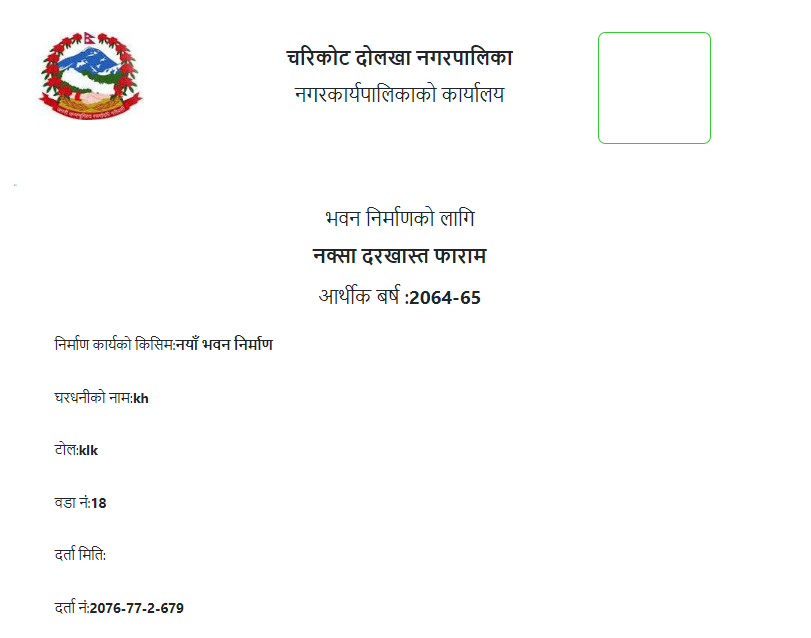 चरिकोट दोलखा नगरपालिका
नगरकार्यपालिकाको कार्यालय
भवन निर्माणको लागि
नक्सा दरखास्त फाराम
आर्थीक बर्ष :2064-65
निर्माण कार्यको किसिम:नयाँ भवन निर्माण
घरधनीको नाम:kh
टोल:klk
वडा नं:18
दर्ता मिति:
दर्ता नं:2076-77-2-679